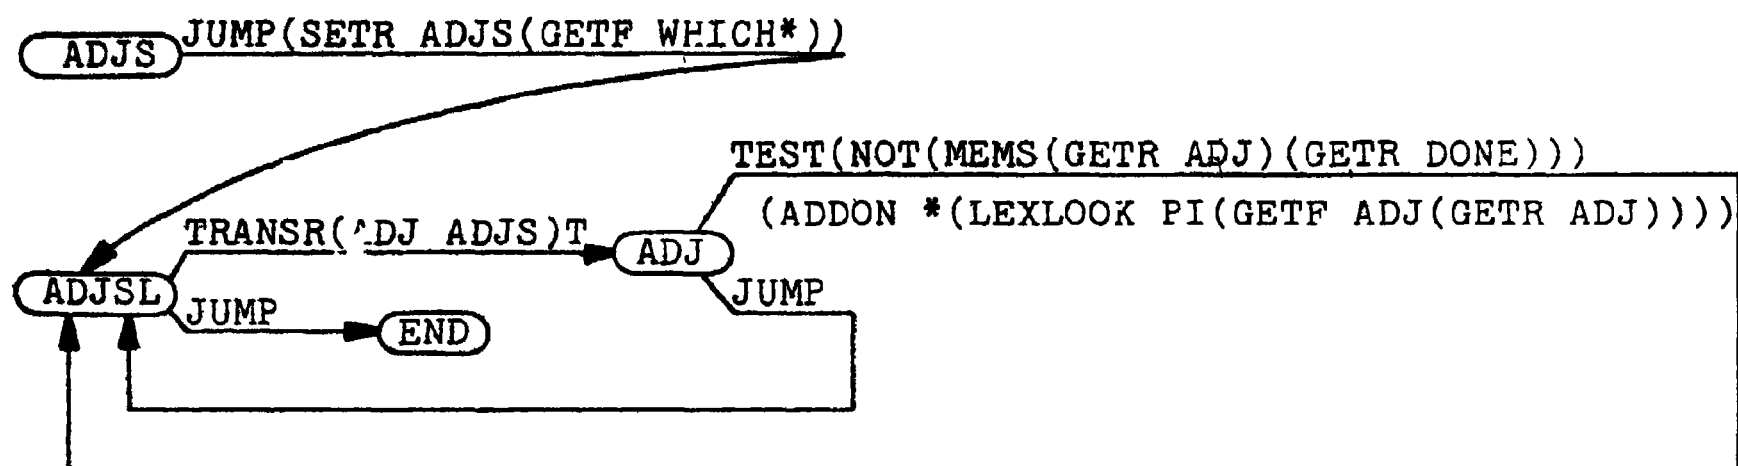 JUMP(SETR ADJS(GETF WHICH*))
ADJS
TEST(NOT(MEMS(GETR ADJ)(GETR DONE)))
(ADDON *(LEXLOOK PI(GETF ADJ(GETR ADJ))))
TRANSR(ADJ ADJS)T
ADJ
ADJSL
JUMP
JUMP
END